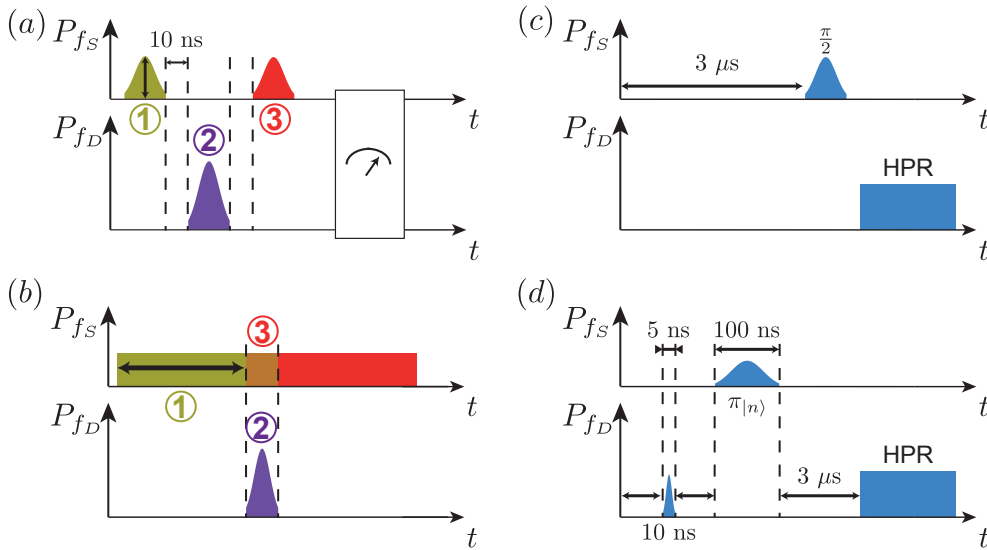 (a)
P_{f_S}
10 ns
1
3
t
P_{f_D}
2
t
(b)
P_{f_S}
3
1
t
P_{f_D}
2
t
(c)
P_{f_S}
π/2
3 μs
t
P_{f_D}
HPR
t
(d)
P_{f_S}
5 ns
100 ns
t
π_{|n⟩}
P_{f_D}
HPR
3 μs
10 ns
t